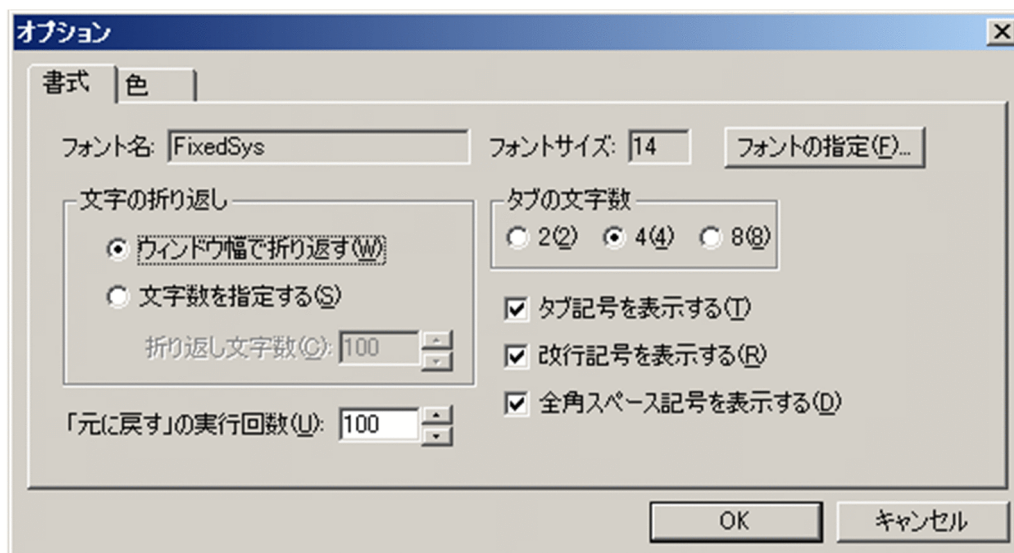 オプション
書式 色
フォント名: FixedSys フォントサイズ: 14 フォントの指定(F)...
文字の折り返し
ウィンドウ幅で折り返す(W)
文字数を指定する(S)
折り返し文字数(C): 100
「元に戻す」の実行回数(U): 100
タブの文字数
2(2) 4(4) 8(8)
タブ記号を表示する(T)
改行記号を表示する(R)
全角スペース記号を表示する(D)
OK キャンセル